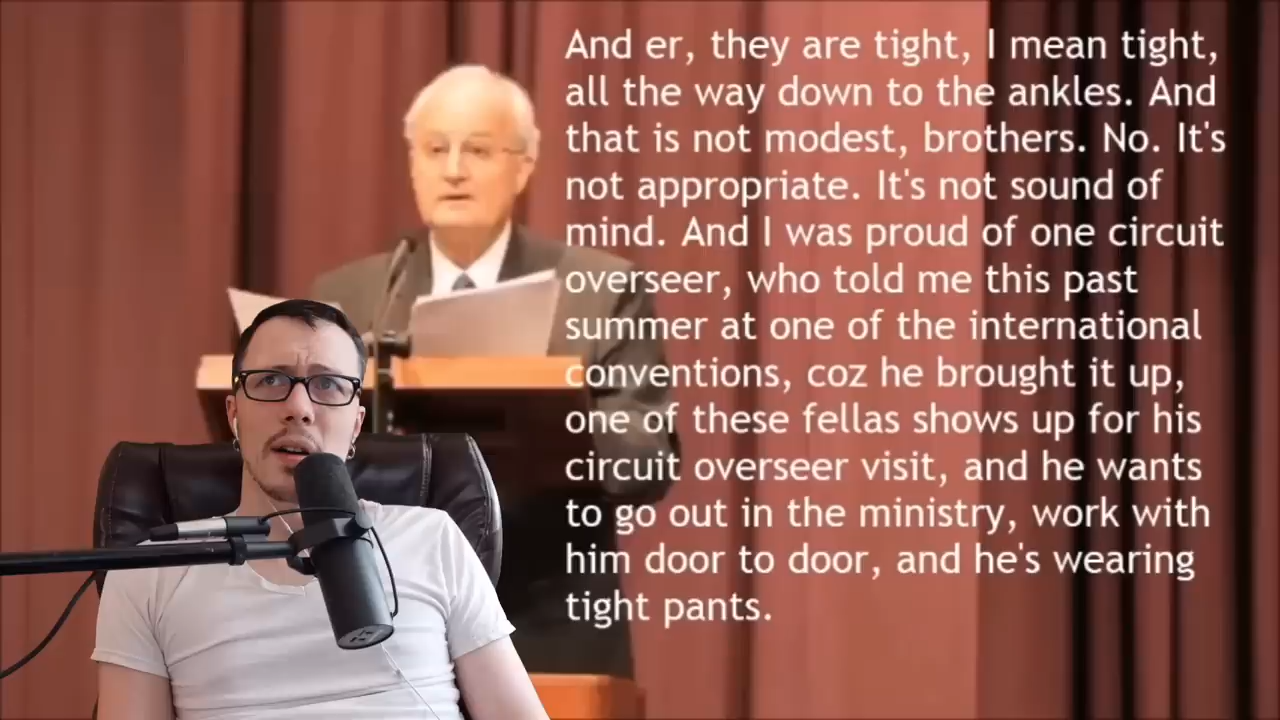 And er, they are tight, I mean tight,
all the way down to the ankles. And
that is not modest, brothers. No. It's
not appropriate. It's not sound of
mind. And I was proud of one circuit
overseer, who told me this past
summer at one of the international
conventions, coz he brought it up,
one of these fellas shows up for his
circuit overseer visit, and he wants
to go out in the ministry, work with
him door to door, and he's wearing
tight pants.